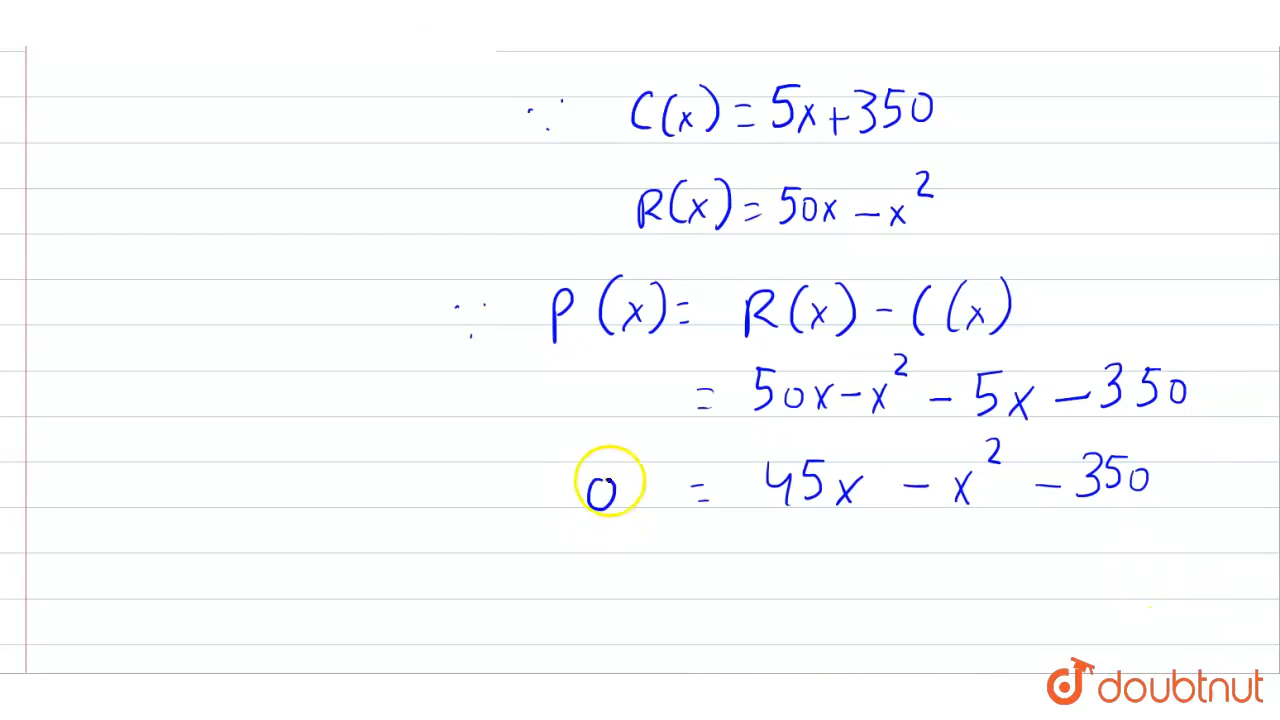 ∵ C(x) = 5x + 350
R(x) = 50x - x²
∵ P(x) = R(x) - C(x)
= 50x - x² - 5x - 350
0 = 45x - x² - 350
doubtnut